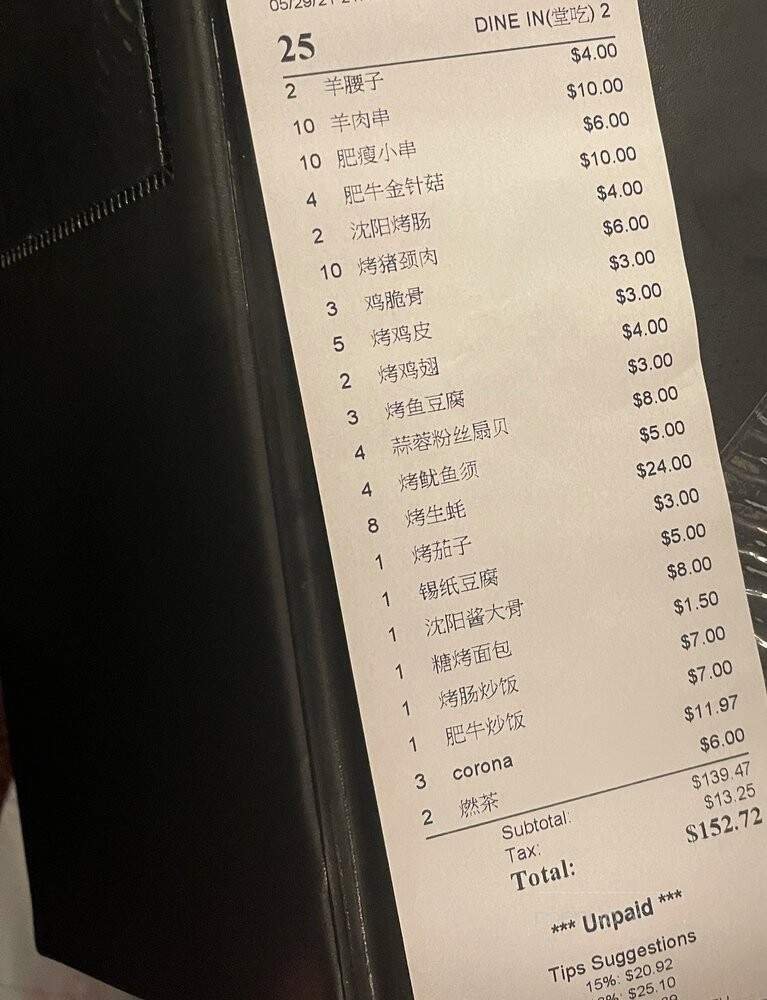 05/29/21
DINE IN(堂吃) 2
25
2 羊腰子 $4.00
10 羊肉串 $10.00
10 肥瘦小串 $6.00
4 肥牛金针菇 $10.00
2 沈阳烤肠 $4.00
10 烤猪颈肉 $6.00
3 鸡脆骨 $3.00
5 烤鸡皮 $3.00
2 烤鸡翅 $4.00
3 烤鱼豆腐 $3.00
4 蒜蓉粉丝扇贝 $8.00
4 烤鱿鱼须 $5.00
8 烤生蚝 $24.00
1 烤茄子 $3.00
1 锡纸豆腐 $5.00
1 沈阳酱大骨 $8.00
1 糖烤面包 $1.50
1 烤肠炒饭 $7.00
1 肥牛炒饭 $7.00
3 corona $11.97
2 燃茶 $6.00
Subtotal: $139.47
Tax: $13.25
Total: $152.72
*** Unpaid ***
Tips Suggestions
15%: $20.92
$25.10